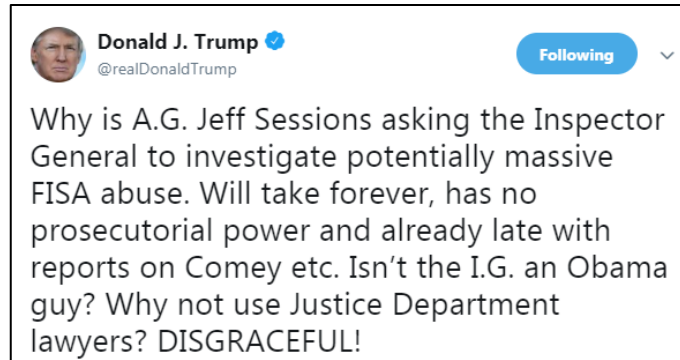 Donald J. Trump
@realDonaldTrump
Following
Why is A.G. Jeff Sessions asking the Inspector
General to investigate potentially massive
FISA abuse. Will take forever, has no
prosecutorial power and already late with
reports on Comey etc. Isn’t the I.G. an Obama
guy? Why not use Justice Department
lawyers? DISGRACEFUL!